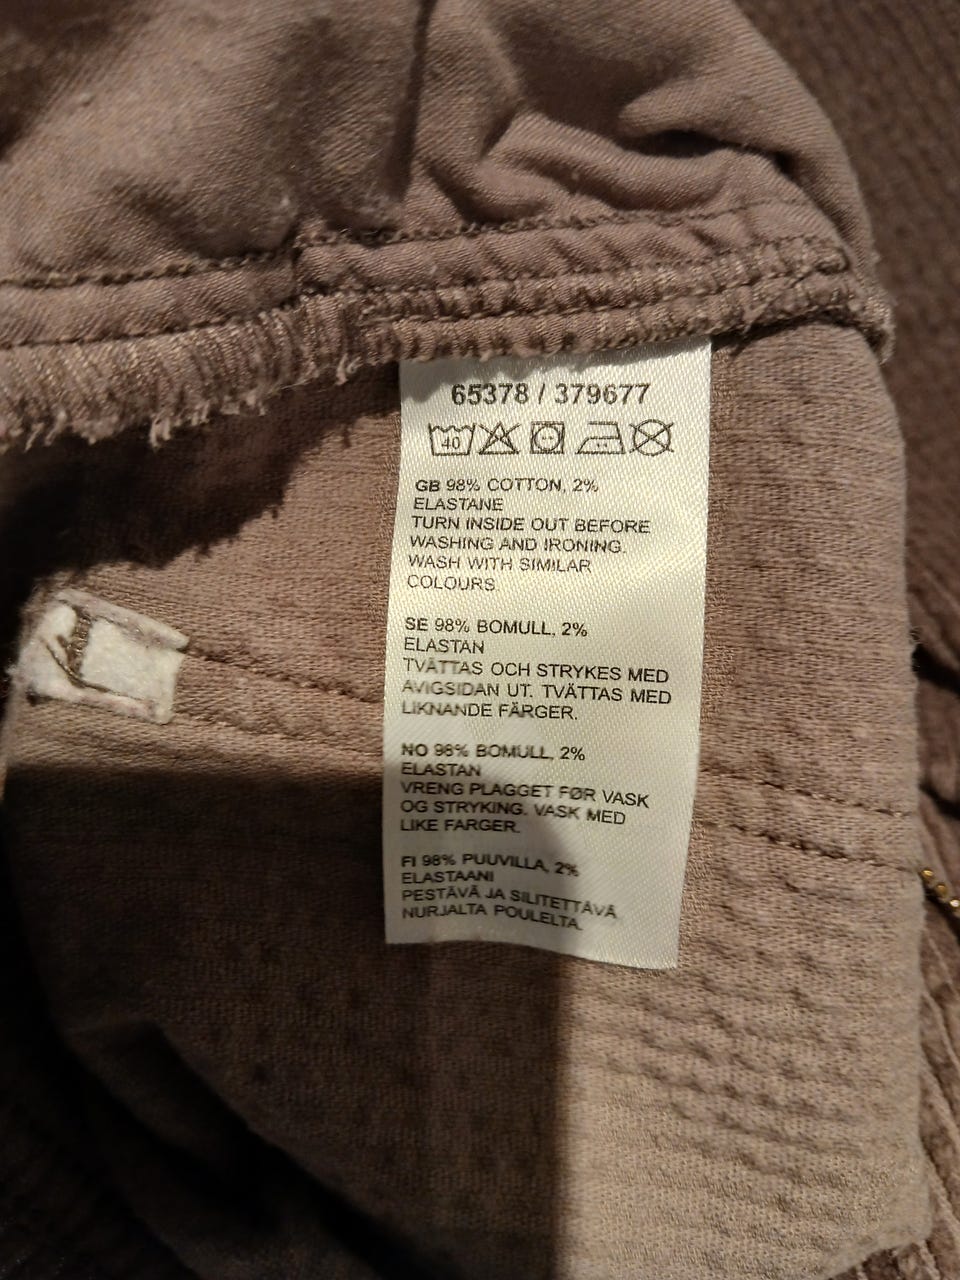 65378 / 379677
40
GB 98% COTTON, 2%
ELASTANE
TURN INSIDE OUT BEFORE
WASHING AND IRONING.
WASH WITH SIMILAR
COLOURS.
SE 98% BOMULL, 2%
ELASTAN
TVÄTTAS OCH STRYKES MED
AVIGSIDAN UT. TVÄTTAS MED
LIKNANDE FÄRGER.
NO 98% BOMULL, 2%
ELASTAN
VRENG PLAGGET FØR VASK
OG STRYKING. VASK MED
LIKE FARGER.
FI 98% PUUVILLA, 2%
ELASTAANI
PESTÄVÄ JA SILITETTÄVÄ
NURJALTA POULELTA.